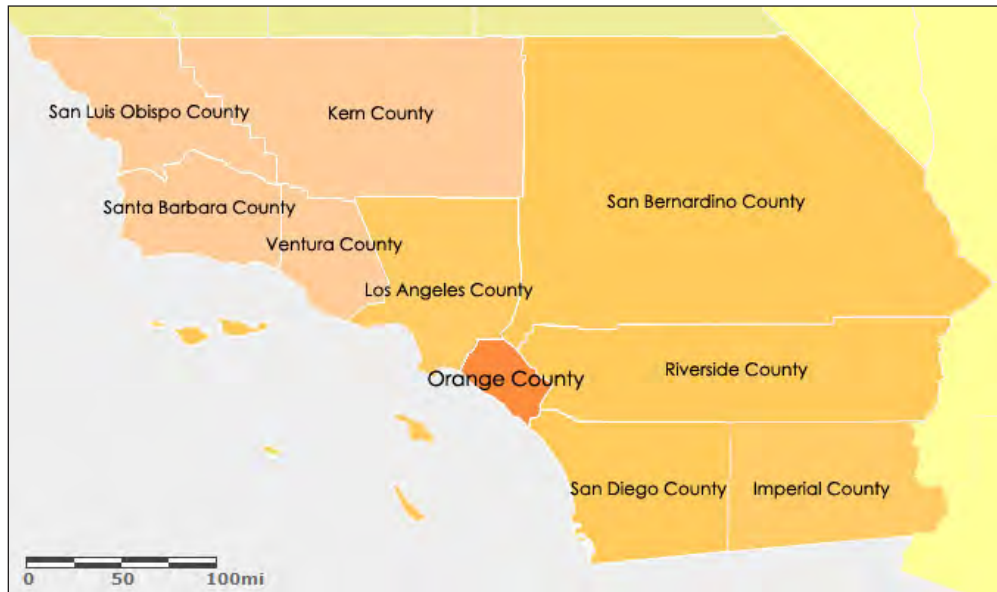 San Luis Obispo County
Kern County
Santa Barbara County
San Bernardino County
Ventura County
Los Angeles County
Orange County
Riverside County
San Diego County
Imperial County
0 50 100mi